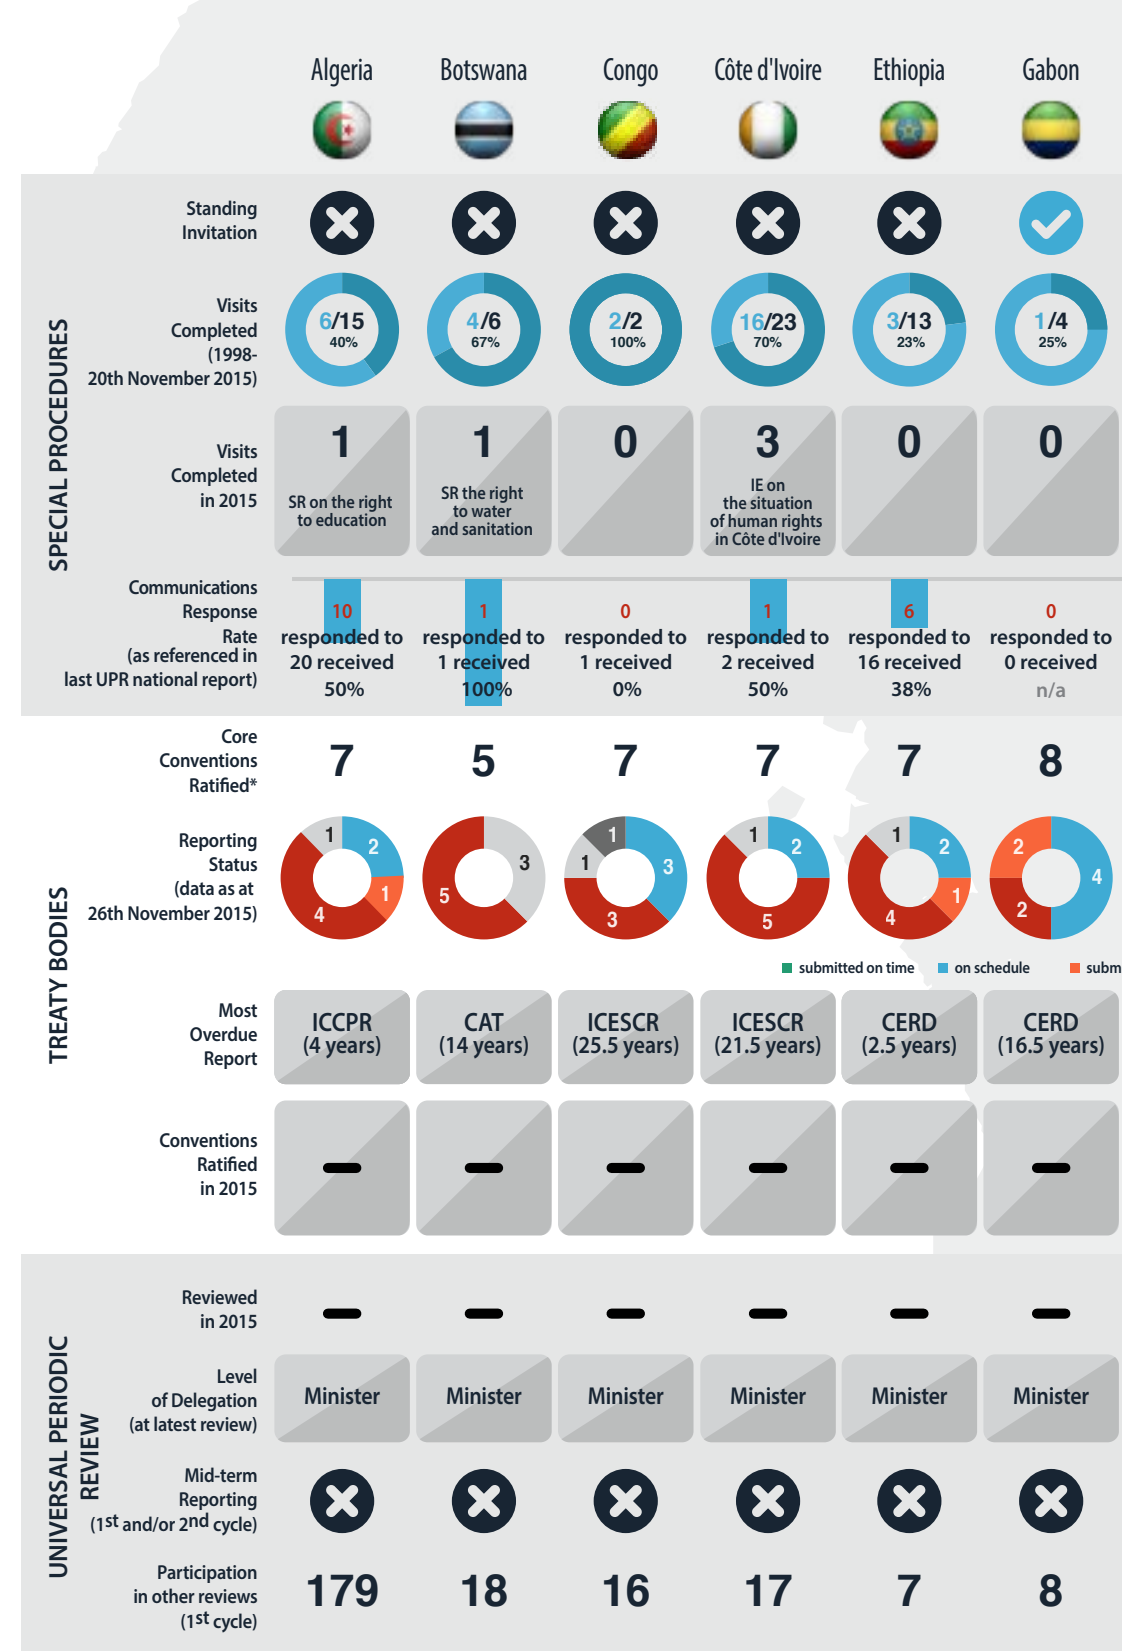 Algeria Botswana Congo Côte d'Ivoire Ethiopia Gabon
SPECIAL PROCEDURES
Standing
Invitation
Visits
Completed
(1998-
20th November 2015)
6/15 4/6 2/2 16/23 3/13 1/4
40% 67% 100% 70% 23% 25%
Visits
Completed
in 2015
1 1 0 3 0 0
SR on the right
to education
SR the right
to water
and sanitation
IE on
the situation
of human rights
in Côte d'Ivoire
Communications
Response
Rate
(as referenced in
last UPR national report)
10 1 0 1 6 0
responded to responded to responded to responded to responded to responded to
20 received 1 received 1 received 2 received 16 received 0 received
50% 100% 0% 50% 38% n/a
TREATY BODIES
Core
Conventions
Ratified*
7 5 7 7 7 8
Reporting
Status
(data as at
26th November 2015)
1 2 1 4
3 5
1 3 3 1
1 2 5
1 2 1 4
2 4 2
submitted on time on schedule subm
Most
Overdue
Report
ICCPR CAT ICESCR ICESCR CERD CERD
(4 years) (14 years) (25.5 years) (21.5 years) (2.5 years) (16.5 years)
Conventions
Ratified
in 2015
UNIVERSAL PERIODIC
REVIEW
Reviewed
in 2015
Level
of Delegation
(at latest review)
Minister Minister Minister Minister Minister Minister
Mid-term
Reporting
(1st and/or 2nd cycle)
Participation
in other reviews
(1st cycle)
179 18 16 17 7 8